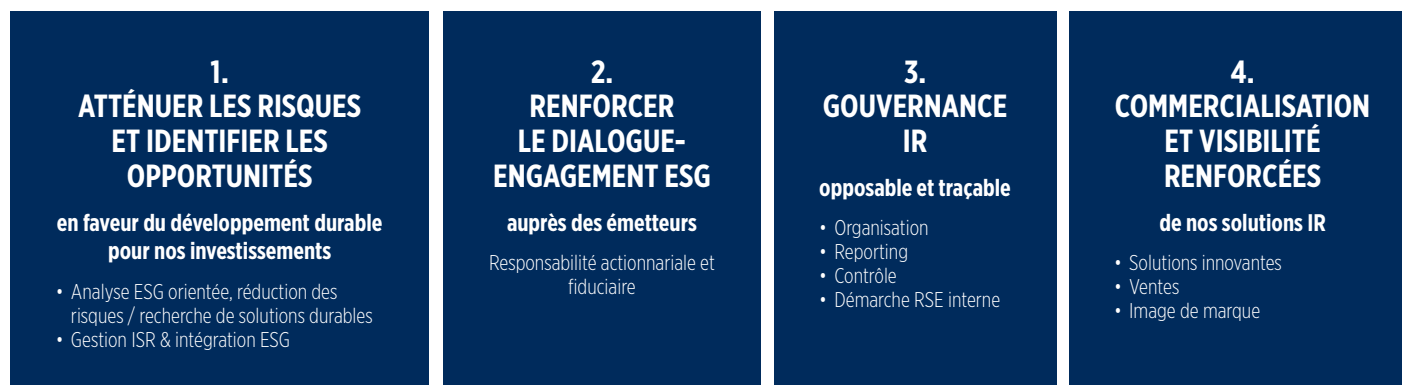 1.
ATTÉNUER LES RISQUES
ET IDENTIFIER LES
OPPORTUNITÉS
en faveur du développement durable
pour nos investissements
• Analyse ESG orientée, réduction des
risques / recherche de solutions durables
• Gestion ISR & intégration ESG
2.
RENFORCER
LE DIALOGUE-
ENGAGEMENT ESG
auprès des émetteurs
Responsabilité actionnariale et
fiduciaire
3.
GOUVERNANCE
IR
opposable et traçable
• Organisation
• Reporting
• Contrôle
• Démarche RSE interne
4.
COMMERCIALISATION
ET VISIBILITÉ
RENFORCÉES
de nos solutions IR
• Solutions innovantes
• Ventes
• Image de marque